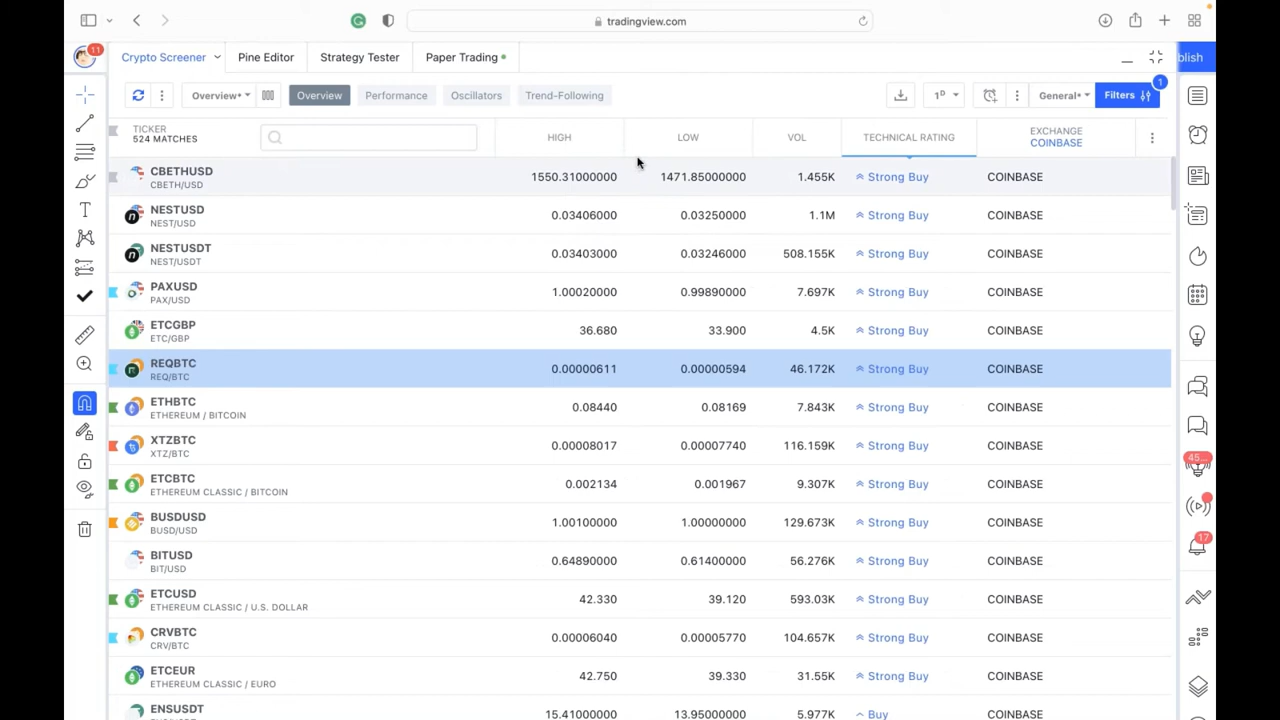 tradingview.com
11
Crypto Screener
Pine Editor
Strategy Tester
Paper Trading
blish
Overview*
Overview
Performance
Oscillators
Trend-Following
1D
General*
Filters
1
TICKER
524 MATCHES
HIGH
LOW
VOL
TECHNICAL RATING
EXCHANGE
COINBASE
CBETHUSD
CBETH/USD
1550.31000000
1471.85000000
1.455K
Strong Buy
COINBASE
NESTUSD
NEST/USD
0.03406000
0.03250000
1.1M
Strong Buy
COINBASE
NESTUSDT
NEST/USDT
0.03403000
0.03246000
508.155K
Strong Buy
COINBASE
PAXUSD
PAX/USD
1.00020000
0.99890000
7.697K
Strong Buy
COINBASE
ETCGBP
ETC/GBP
36.680
33.900
4.5K
Strong Buy
COINBASE
REQBTC
REQ/BTC
0.00000611
0.00000594
46.172K
Strong Buy
COINBASE
ETHBTC
ETHEREUM / BITCOIN
0.08440
0.08169
7.843K
Strong Buy
COINBASE
XTZBTC
XTZ/BTC
0.00008017
0.00007740
116.159K
Strong Buy
COINBASE
ETCBTC
ETHEREUM CLASSIC / BITCOIN
0.002134
0.001967
9.307K
Strong Buy
COINBASE
BUSDUSD
BUSD/USD
1.00100000
1.00000000
129.673K
Strong Buy
COINBASE
BITUSD
BIT/USD
0.64890000
0.61400000
56.276K
Strong Buy
COINBASE
ETCUSD
ETHEREUM CLASSIC / U.S. DOLLAR
42.330
39.120
593.03K
Strong Buy
COINBASE
CRVBTC
CRV/BTC
0.00006040
0.00005770
104.657K
Strong Buy
COINBASE
ETCEUR
ETHEREUM CLASSIC / EURO
42.750
39.330
31.55K
Strong Buy
COINBASE
ENSUSDT
15.41000000
13.95000000
5.977K
Buy
COINBASE
45...
17